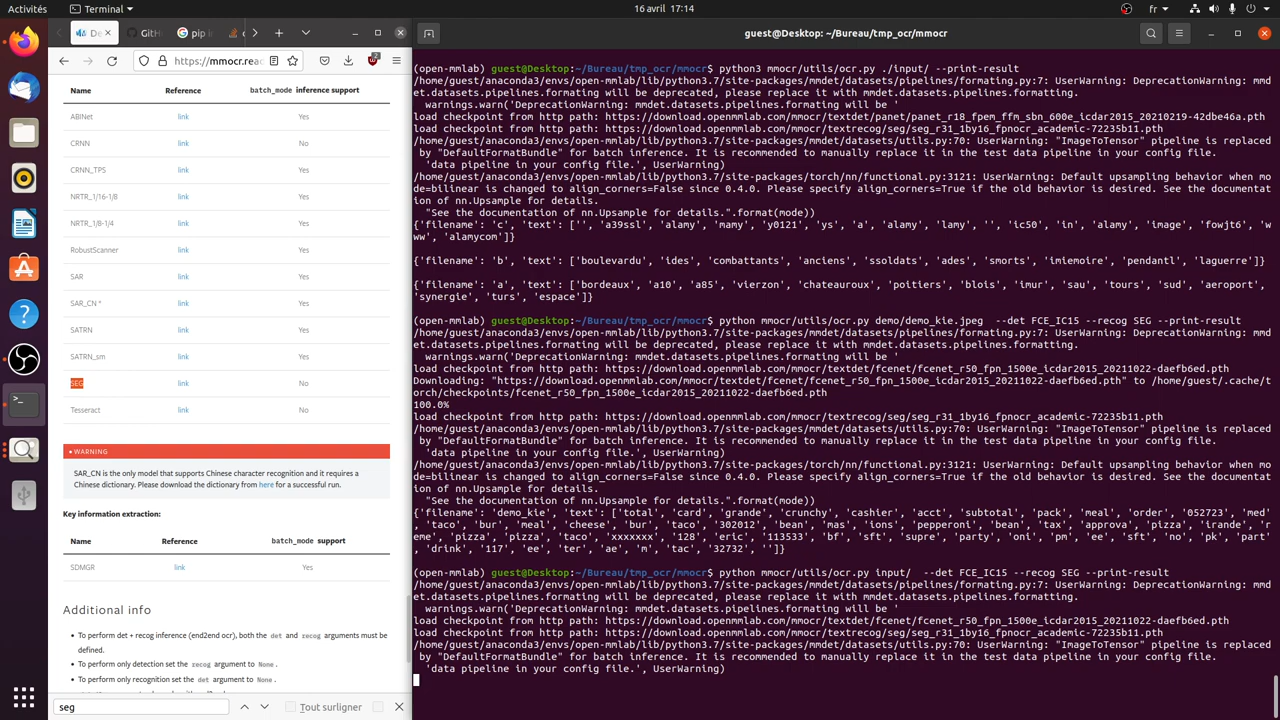 Activités
Terminal
16 avril 17:14
fr
De
GitH
pip in
https://mmocr.rea
2
Name Reference batch_mode inference support
ABINet link Yes
CRNN link No
CRNN_TPS link Yes
NRTR_1/16-1/8 link Yes
NRTR_1/8-1/4 link Yes
RobustScanner link Yes
SAR link Yes
SAR_CN * link Yes
SATRN link Yes
SATRN_sm link Yes
SEG link No
Tesseract link No
WARNING
SAR_CN is the only model that supports Chinese character recognition and it requires a
Chinese dictionary. Please download the dictionary from here for a successful run.
Key information extraction:
Name Reference batch_mode support
SDMGR link Yes
Additional info
• To perform det + recog inference (end2end ocr), both the det and recog arguments must be
defined.
• To perform only detection set the recog argument to None.
• To perform only recognition set the det argument to None.
seg
Tout surligner
guest@Desktop: ~/Bureau/tmp_ocr/mmocr
(open-mmlab) guest@Desktop:~/Bureau/tmp_ocr/mmocr$ python3 mmocr/utils/ocr.py ./input/ --print-result
/home/guest/anaconda3/envs/open-mmlab/lib/python3.7/site-packages/mmdet/datasets/pipelines/formating.py:7: UserWarning: DeprecationWarning: mmd
et.datasets.pipelines.formating will be deprecated, please replace it with mmdet.datasets.pipelines.formatting.
  warnings.warn('DeprecationWarning: mmdet.datasets.pipelines.formating will be '
load checkpoint from http path: https://download.openmmlab.com/mmocr/textdet/panet/panet_r18_fpem_ffm_sbn_600e_icdar2015_20210219-42dbe46a.pth
load checkpoint from http path: https://download.openmmlab.com/mmocr/textrecog/seg/seg_r31_1by16_fpnocr_academic-72235b11.pth
/home/guest/anaconda3/envs/open-mmlab/lib/python3.7/site-packages/mmdet/datasets/utils.py:70: UserWarning: "ImageToTensor" pipeline is replaced
by "DefaultFormatBundle" for batch inference. It is recommended to manually replace it in the test data pipeline in your config file.
  'data pipeline in your config file.', UserWarning)
/home/guest/anaconda3/envs/open-mmlab/lib/python3.7/site-packages/torch/nn/functional.py:3121: UserWarning: Default upsampling behavior when mo
de=bilinear is changed to align_corners=False since 0.4.0. Please specify align_corners=True if the old behavior is desired. See the documentat
ion of nn.Upsample for details.
  "See the documentation of nn.Upsample for details.".format(mode))
{'filename': 'c', 'text': ['', 'a39ssl', 'alamy', 'mamy', 'y0121', 'ys', 'a', 'alamy', 'lamy', '', 'ic50', 'in', 'alamy', 'image', 'fowjt6', 'w
ww', 'alamycom']}
{'filename': 'b', 'text': ['boulevardu', 'ides', 'combattants', 'anciens', 'ssoldats', 'ades', 'smorts', 'imiemoire', 'pendantl', 'laguerre']}
{'filename': 'a', 'text': ['bordeaux', 'a10', 'a85', 'vierzon', 'chateauroux', 'poitiers', 'blois', 'imur', 'sau', 'tours', 'sud', 'aeroport',
'synergie', 'turs', 'espace']}
(open-mmlab) guest@Desktop:~/Bureau/tmp_ocr/mmocr$ python mmocr/utils/ocr.py demo/demo_kie.jpeg  --det FCE_IC15 --recog SEG --print-result
/home/guest/anaconda3/envs/open-mmlab/lib/python3.7/site-packages/mmdet/datasets/pipelines/formating.py:7: UserWarning: DeprecationWarning: mmd
et.datasets.pipelines.formating will be deprecated, please replace it with mmdet.datasets.pipelines.formatting.
  warnings.warn('DeprecationWarning: mmdet.datasets.pipelines.formating will be '
load checkpoint from http path: https://download.openmmlab.com/mmocr/textdet/fcenet/fcenet_r50_fpn_1500e_icdar2015_20211022-daefb6ed.pth
Downloading: "https://download.openmmlab.com/mmocr/textdet/fcenet/fcenet_r50_fpn_1500e_icdar2015_20211022-daefb6ed.pth" to /home/guest/.cache/t
orch/checkpoints/fcenet_r50_fpn_1500e_icdar2015_20211022-daefb6ed.pth
100.0%
load checkpoint from http path: https://download.openmmlab.com/mmocr/textrecog/seg/seg_r31_1by16_fpnocr_academic-72235b11.pth
/home/guest/anaconda3/envs/open-mmlab/lib/python3.7/site-packages/mmdet/datasets/utils.py:70: UserWarning: "ImageToTensor" pipeline is replaced
by "DefaultFormatBundle" for batch inference. It is recommended to manually replace it in the test data pipeline in your config file.
  'data pipeline in your config file.', UserWarning)
/home/guest/anaconda3/envs/open-mmlab/lib/python3.7/site-packages/torch/nn/functional.py:3121: UserWarning: Default upsampling behavior when mo
de=bilinear is changed to align_corners=False since 0.4.0. Please specify align_corners=True if the old behavior is desired. See the documentat
ion of nn.Upsample for details.
  "See the documentation of nn.Upsample for details.".format(mode))
{'filename': 'demo_kie', 'text': ['total', 'card', 'grande', 'crunchy', 'cashier', 'acct', 'subtotal', 'pack', 'meal', 'order', '052723', 'med'
, 'taco', 'bur', 'meal', 'cheese', 'bur', 'taco', '302012', 'bean', 'mas', 'ions', 'pepperoni', 'bean', 'tax', 'approva', 'pizza', 'irande', 'r
eme', 'pizza', 'pizza', 'taco', 'xxxxxxx', '128', 'eric', '113323', 'bf', 'sft', 'supre', 'party', 'oni', 'pm', 'ee', 'sft', 'no', 'pk', 'part'
, 'drink', '117', 'ee', 'ter', 'ae', 'm', 'tac', '32732', '']}
(open-mmlab) guest@Desktop:~/Bureau/tmp_ocr/mmocr$ python mmocr/utils/ocr.py input/  --det FCE_IC15 --recog SEG --print-result
/home/guest/anaconda3/envs/open-mmlab/lib/python3.7/site-packages/mmdet/datasets/pipelines/formating.py:7: UserWarning: DeprecationWarning: mmd
et.datasets.pipelines.formating will be deprecated, please replace it with mmdet.datasets.pipelines.formatting.
  warnings.warn('DeprecationWarning: mmdet.datasets.pipelines.formating will be '
load checkpoint from http path: https://download.openmmlab.com/mmocr/textdet/fcenet/fcenet_r50_fpn_1500e_icdar2015_20211022-daefb6ed.pth
load checkpoint from http path: https://download.openmmlab.com/mmocr/textrecog/seg/seg_r31_1by16_fpnocr_academic-72235b11.pth
/home/guest/anaconda3/envs/open-mmlab/lib/python3.7/site-packages/mmdet/datasets/utils.py:70: UserWarning: "ImageToTensor" pipeline is replaced
by "DefaultFormatBundle" for batch inference. It is recommended to manually replace it in the test data pipeline in your config file.
  'data pipeline in your config file.', UserWarning)